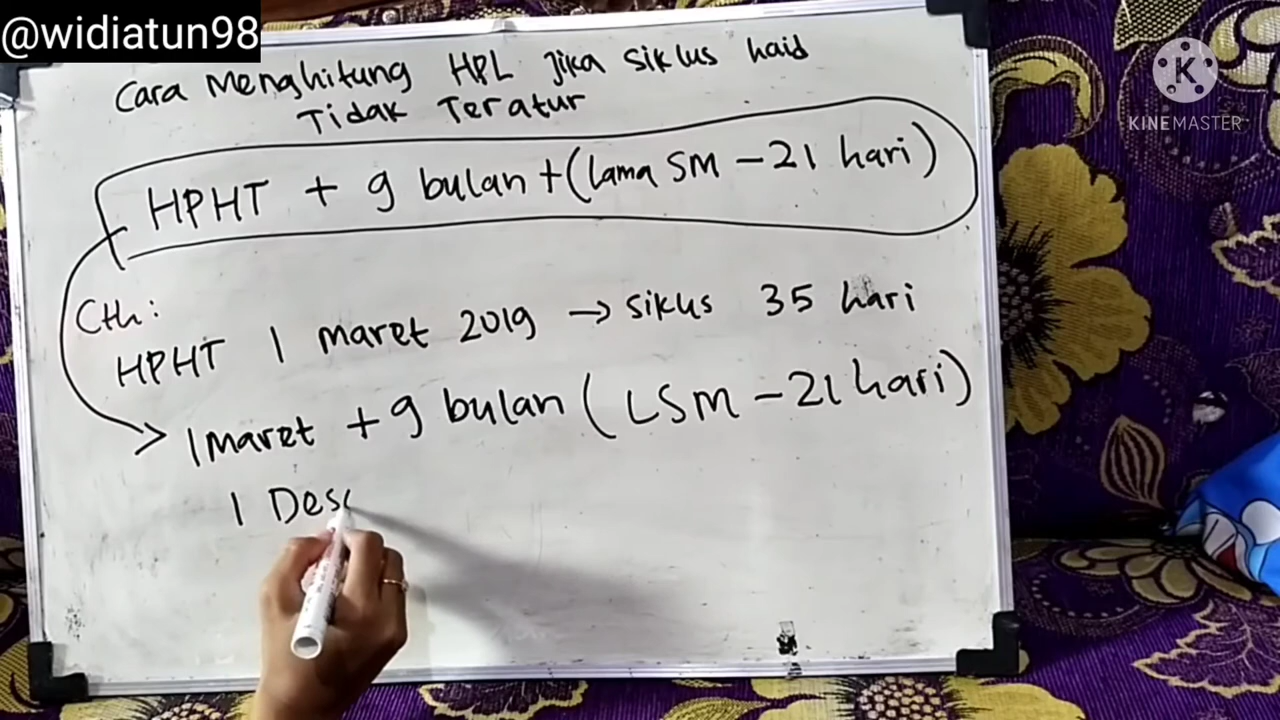 @widiatun98
KINEMASTER
Cara Menghitung HPL Jika siklus haid
Tidak Teratur
HPHT + 9 bulan + (lama SM - 21 hari)
Cth:
HPHT 1 maret 2019 → sikus 35 hari
1 maret + 9 bulan ( LSM - 21 hari)
1 Des